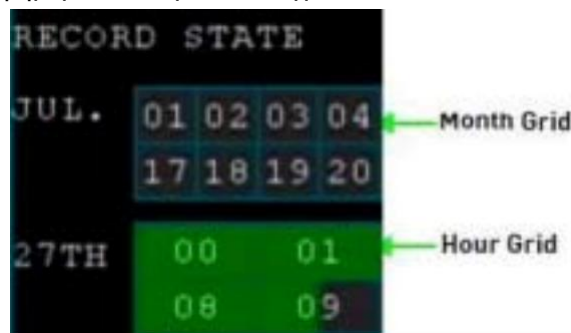 RECORD STATE
JUL. 01 02 03 04 Month Grid
17 18 19 20
27TH 00 01 Hour Grid
08 09